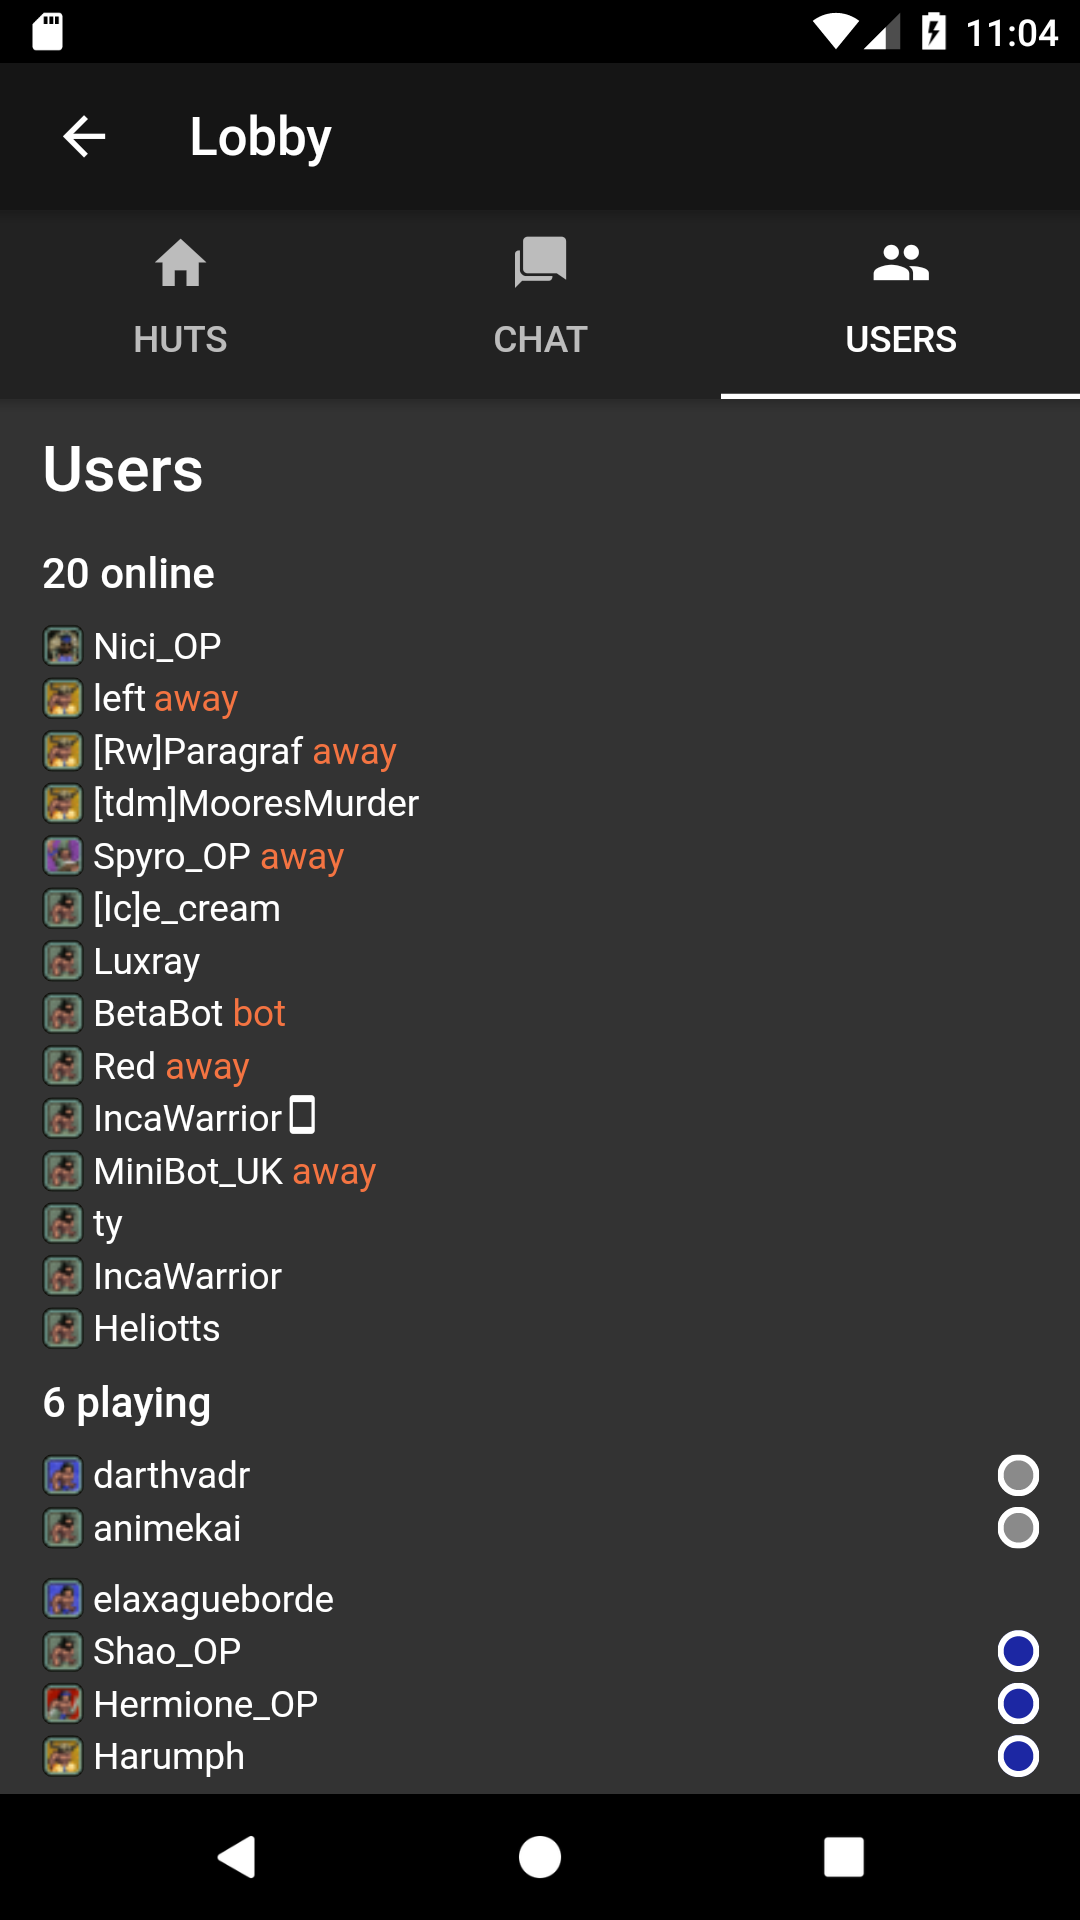 11:04
Lobby
HUTS
CHAT
USERS
Users
20 online
Nici_OP
left away
[Rw]Paragraf away
[tdm]MooresMurder
Spyro_OP away
[Ic]e_cream
Luxray
BetaBot bot
Red away
IncaWarrior
MiniBot_UK away
ty
IncaWarrior
Heliotts
6 playing
darthvadr
animekai
elaxagueborde
Shao_OP
Hermione_OP
Harumph